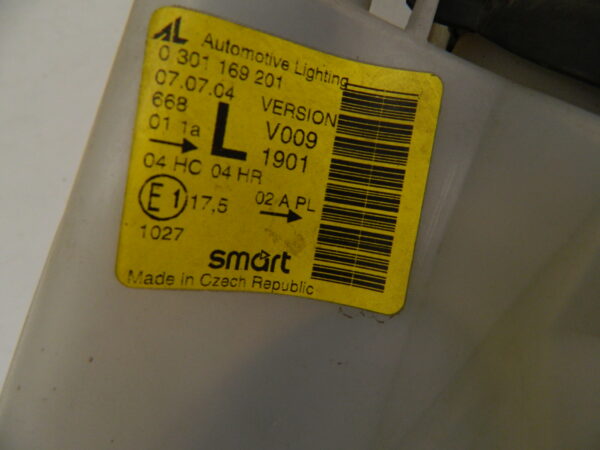 AL Automotive Lighting
0 301 169 201
07.07.04
668 L VERSION
01 1a V009
1901
04 HC 04 HR
E1 17,5 02 A PL
1027
smart
Made in Czech Republic